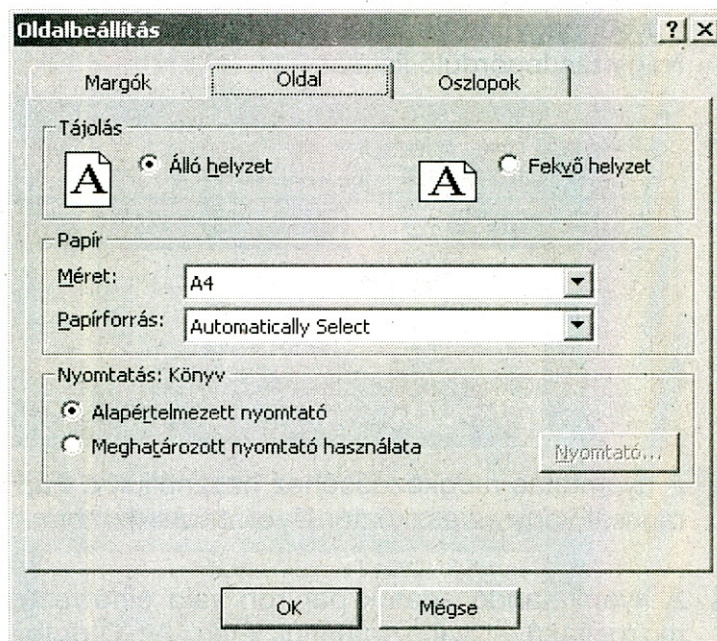 Oldalbeállítás
Margók Oldal Oszlopok
Tájolás
A Álló helyzet A Fekvő helyzet
Papír
Méret: A4
Papírforrás: Automatically Select
Nyomtatás: Könyv
Alapértelmezett nyomtató
Meghatározott nyomtató használata Nyomtató...
OK Mégse